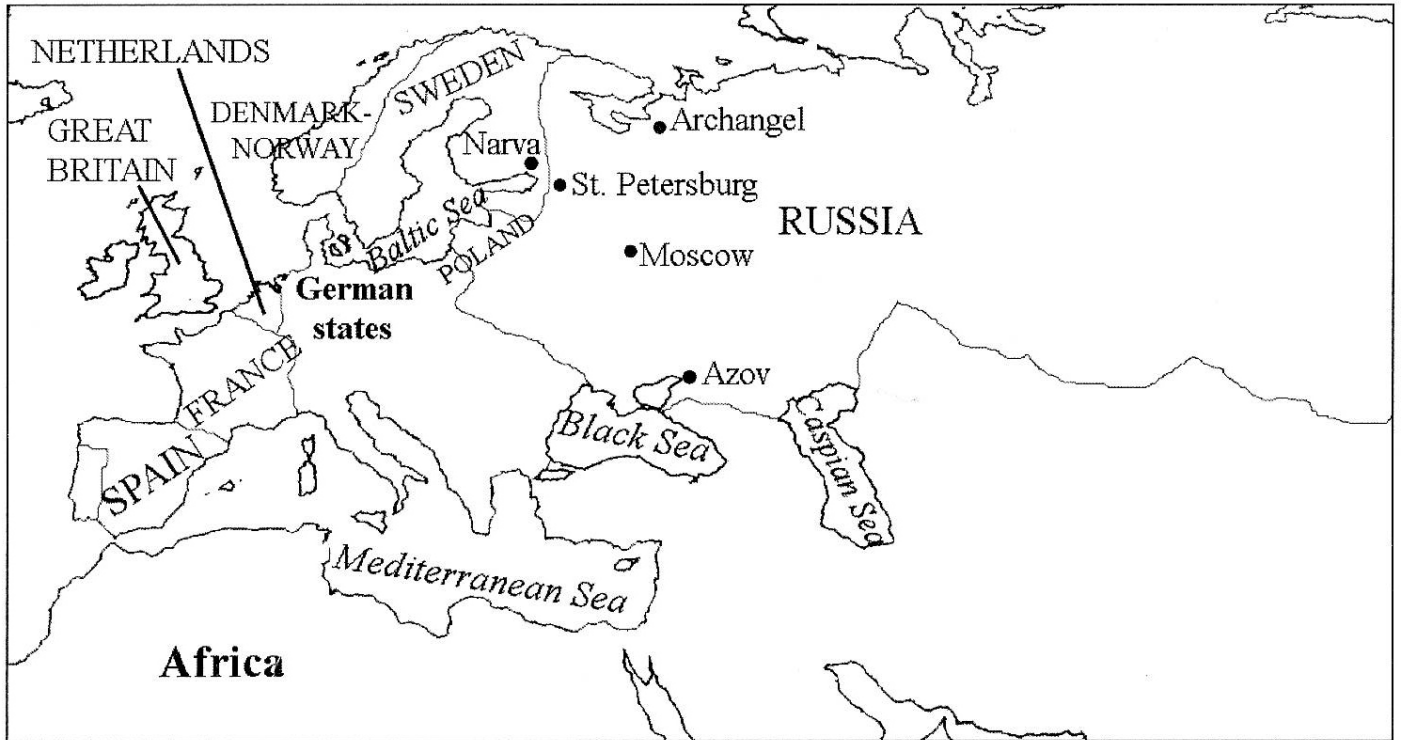 NETHERLANDS
GREAT
BRITAIN
DENMARK-
NORWAY
SWEDEN
Archangel
Narva
St. Petersburg
Baltic Sea
POLAND
RUSSIA
Moscow
German
states
FRANCE
Azov
SPAIN
Black Sea
Caspian Sea
Mediterranean Sea
Africa